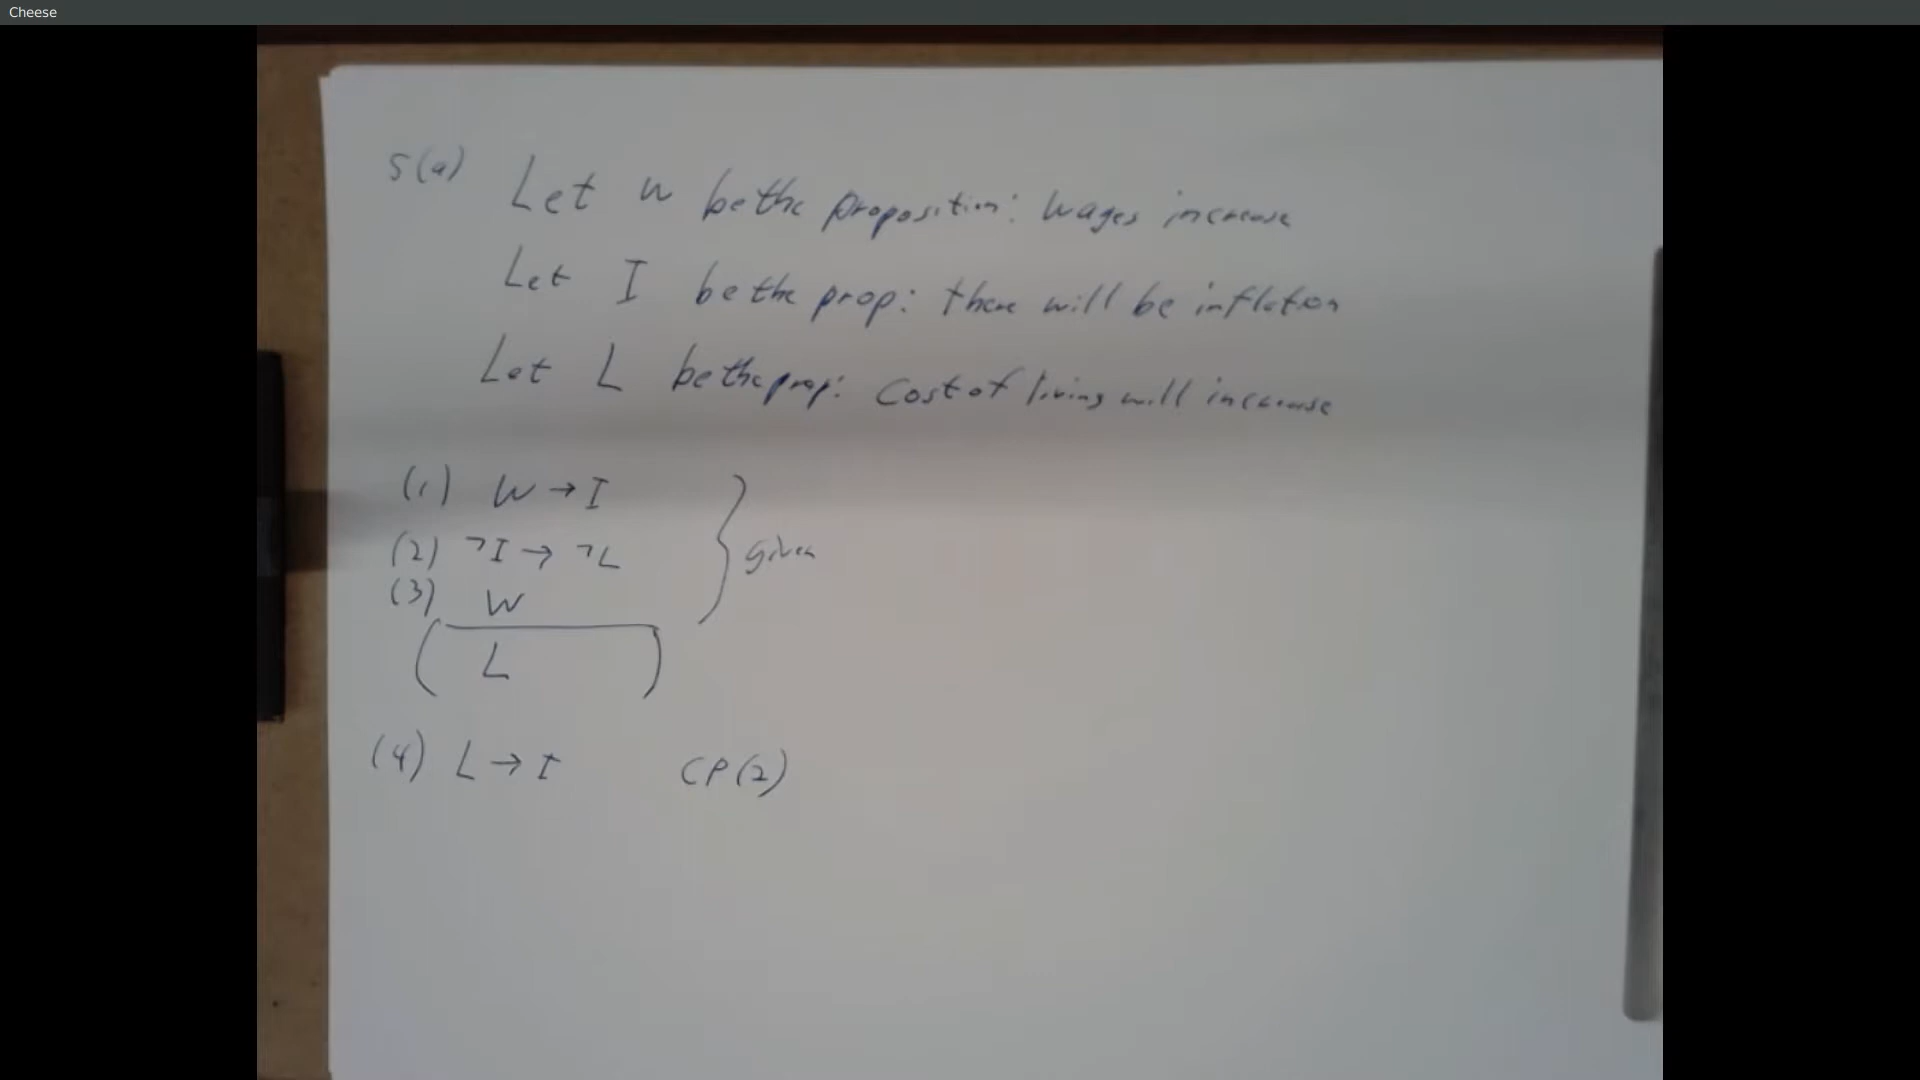 Cheese
5(a) Let W be the proposition: wages increase
Let I be the prop: there will be inflation
Let L be the prop: Cost of living will increase
(1) W → I
(2) ¬I → ¬L
given
(3) W
( L )
(4) L → I CP(2)